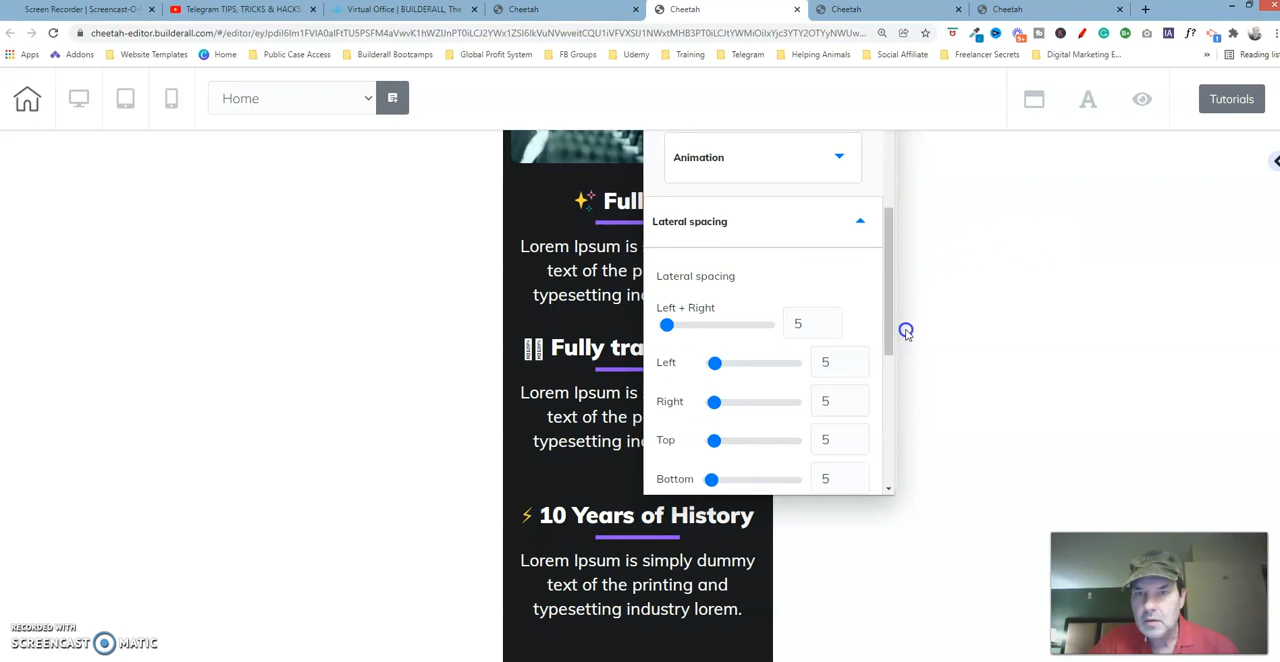 Screen Recorder | Screencast-O-
Telegram TIPS, TRICKS & HACKS
Virtual Office | BUILDERALL, The
Cheetah
Cheetah
Cheetah
Cheetah
Apps
Addons
Website Templates
Home
Public Case Access
Builderall Bootcamps
Global Profit System
FB Groups
Udemy
Training
Telegram
Helping Animals
Social Affiliate
Freelancer Secrets
Digital Marketing E...
Reading list
Home
Tutorials
Animation
Full
Lateral spacing
Lorem Ipsum is
text of the p
typesetting in
Lateral spacing
Left + Right
5
Fully tra
Left
5
Lorem Ipsum is
Right
5
text of the p
typesetting in
Top
5
Bottom
5
10 Years of History
Lorem Ipsum is simply dummy
text of the printing and
typesetting industry lorem.
RECORDED WITH
SCREENCAST MATIC